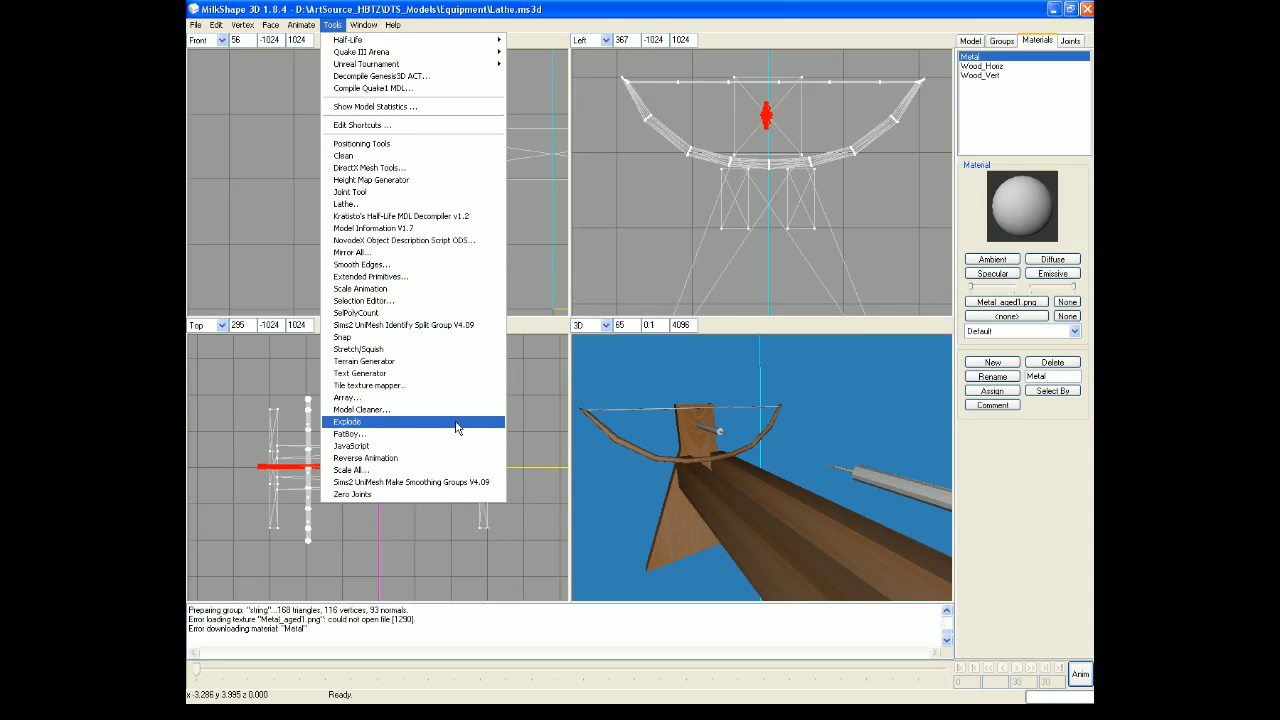 MilkShape 3D 1.8.4 - D:\ArtSource_HBTZ\DTS_Models\Equipment\Lathe.ms3d
File Edit Vertex Face Animate Tools Window Help
Front 56 -1024 1024
Left 367 -1024 1024
Model Groups Materials Joints
Half-Life
Quake III Arena
Unreal Tournament
Decompile Genesis3D ACT...
Compile Quake1 MDL...
Show Model Statistics ...
Edit Shortcuts ...
Positioning Tools
Clean
DirectX Mesh Tools...
Height Map Generator
Joint Tool
Lathe..
Kratisto's Half-Life MDL Decompiler v1.2
Model Information V1.7
NovodeX Object Description Script ODS...
Mirror All...
Smooth Edges...
Extended Primitives...
Scale Animation
Selection Editor...
SelPolyCount
Sims2 UniMesh Identify Split Group V4.09
Snap
Stretch/Squish
Terrain Generator
Text Generator
Tile texture mapper...
Array...
Model Cleaner...
Explode
FatBoy...
JavaScript
Reverse Animation
Scale All...
Sims2 UniMesh Make Smoothing Groups V4.09
Zero Joints
Top 295 -1024 1024
3D 65 0.1 4096
Metal
Wood_Horiz
Wood_Vert
Material
Ambient Diffuse
Specular Emissive
Metal_aged1.png None
<none> None
Default
New Delete
Rename Metal
Assign Select By
Comment
Preparing group: "string"...168 triangles, 116 vertices, 93 normals.
Error loading texture "Metal_aged1.png": could not open file [1290].
Error downloading material: "Metal"
0 30 30
Anim
x -3.286 y 3.995 z 0.000 Ready.